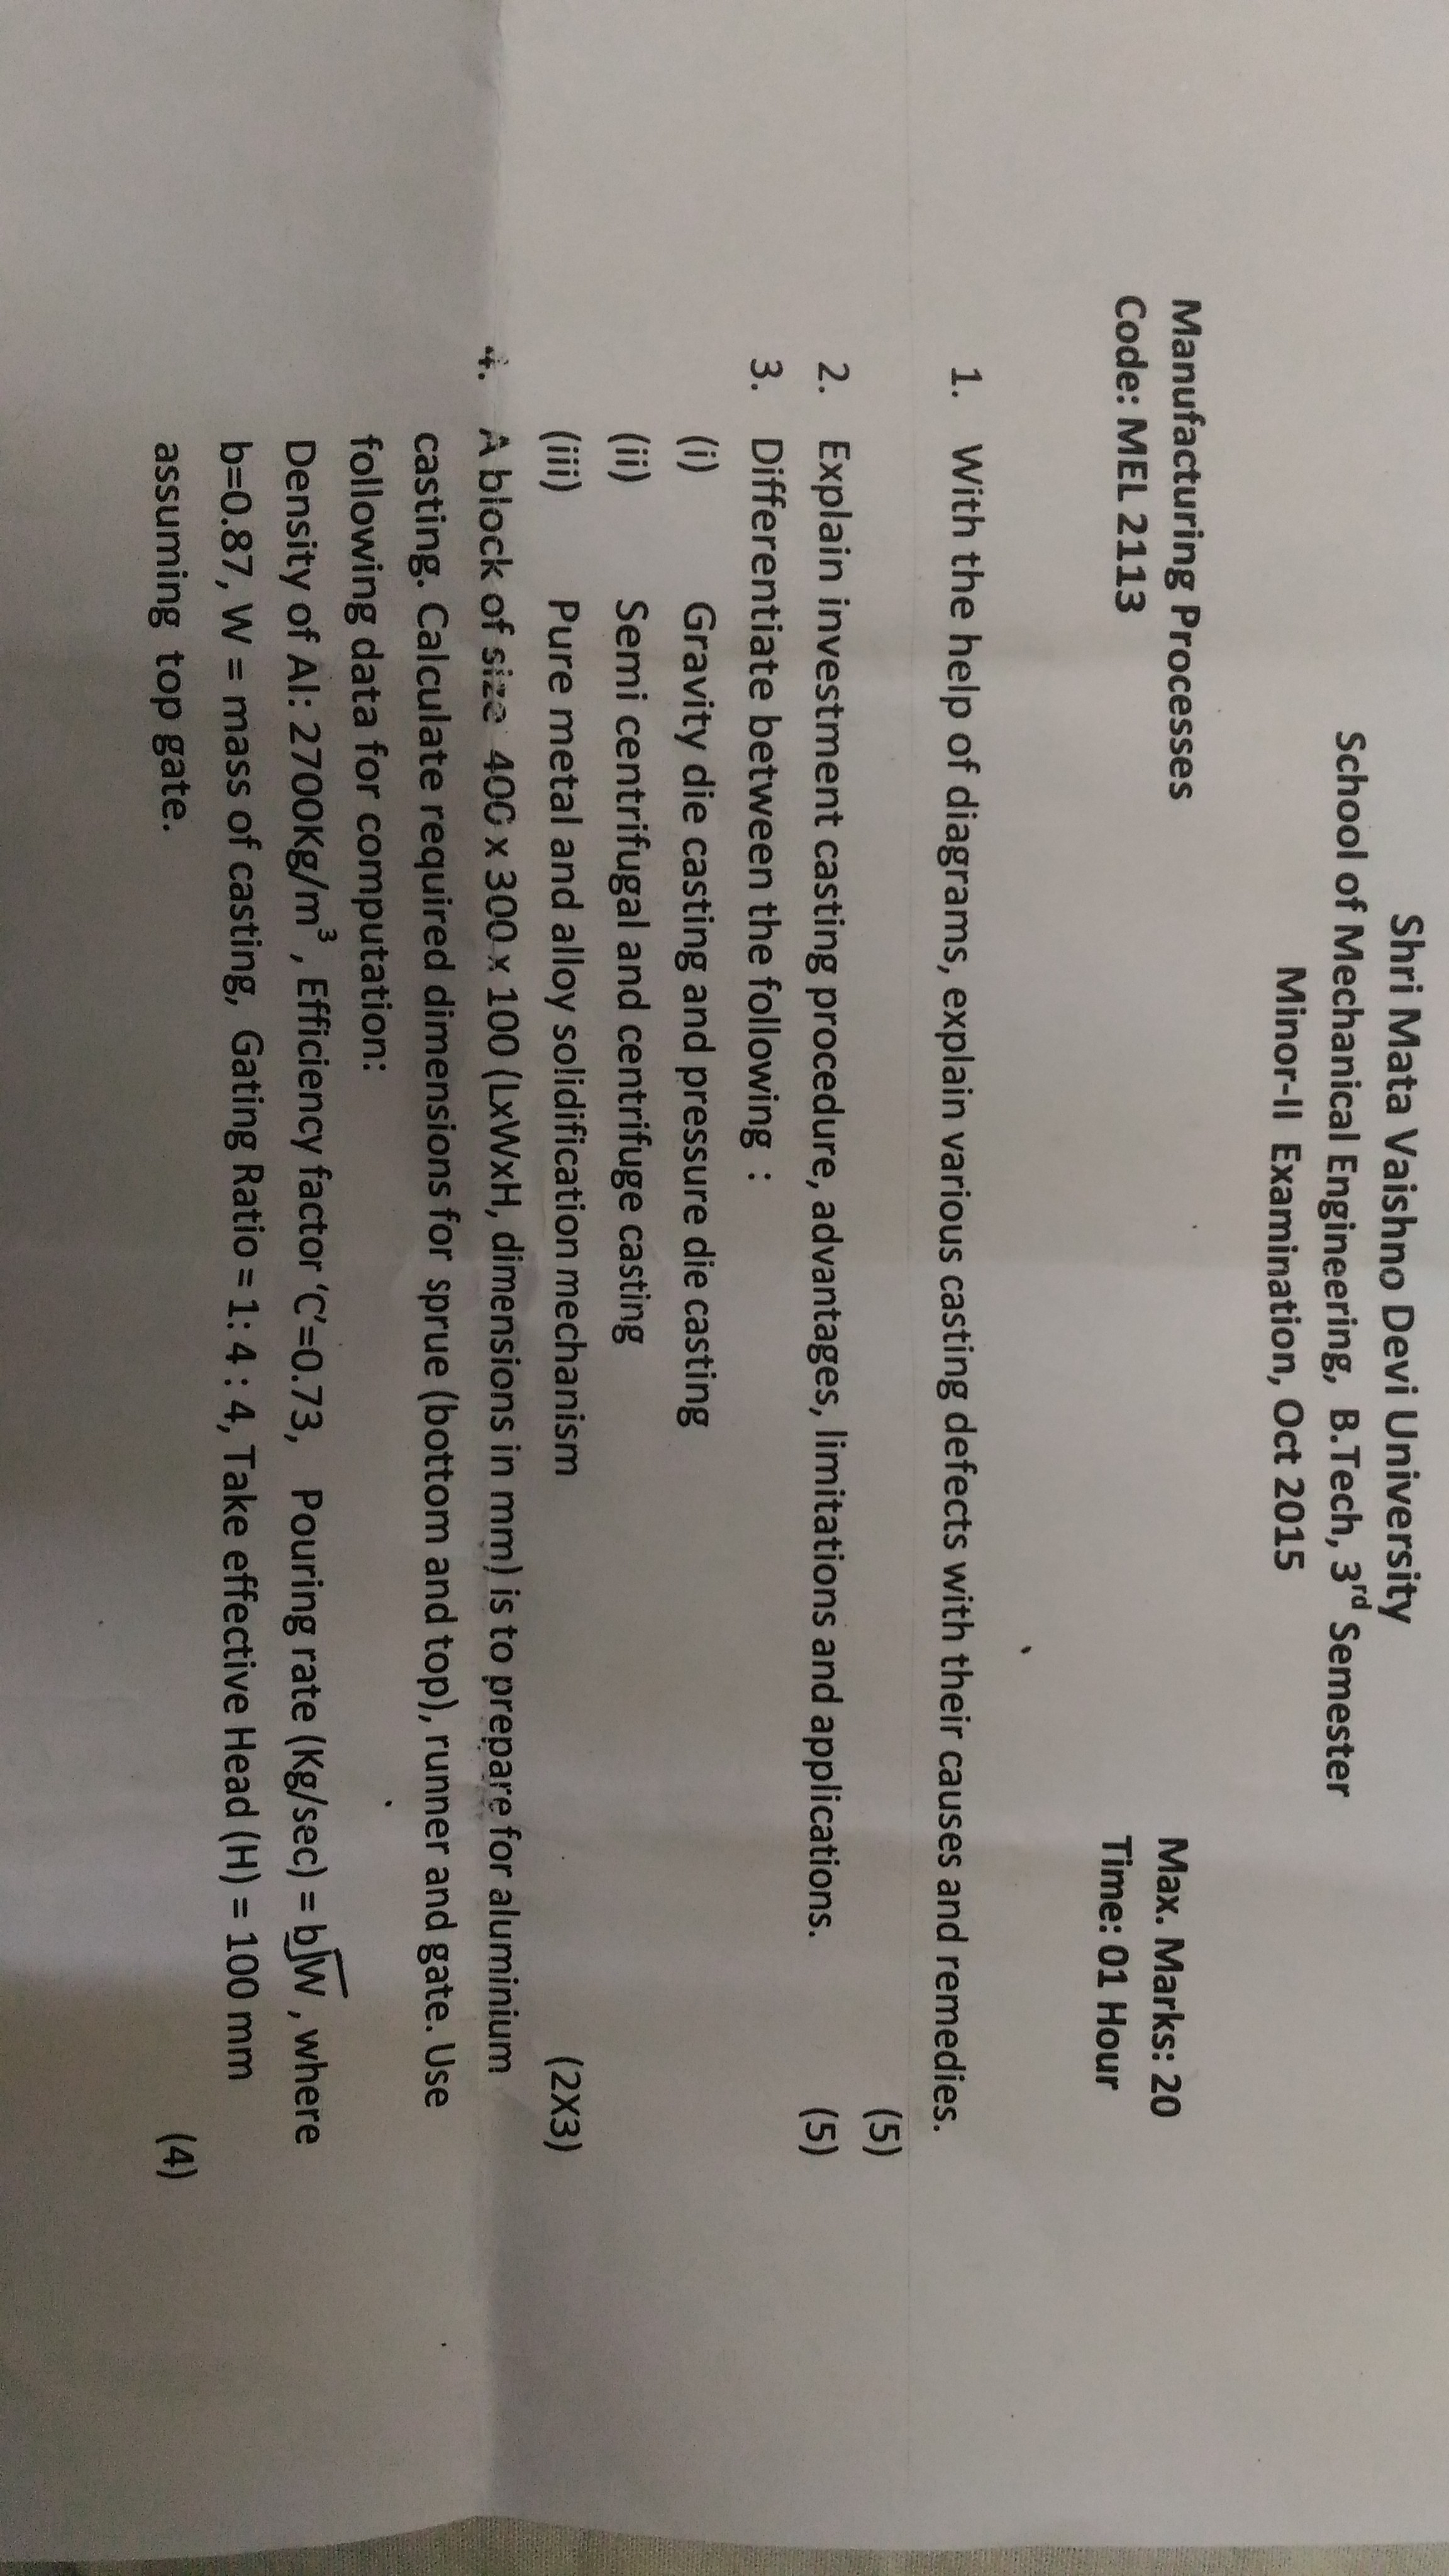 Shri Mata Vaishno Devi University
School of Mechanical Engineering, B.Tech, 3rd Semester
Minor-II Examination, Oct 2015
Manufacturing Processes Max. Marks: 20
Code: MEL 2113 Time: 01 Hour
1. With the help of diagrams, explain various casting defects with their causes and remedies.
(5)
2. Explain investment casting procedure, advantages, limitations and applications. (5)
3. Differentiate between the following :
(i) Gravity die casting and pressure die casting
(ii) Semi centrifugal and centrifuge casting
(iii) Pure metal and alloy solidification mechanism (2X3)
4. A block of size 400 x 300 x 100 (LxWxH, dimensions in mm) is to prepare for aluminium
casting. Calculate required dimensions for sprue (bottom and top), runner and gate. Use
following data for computation:
Density of Al: 2700Kg/m³ , Efficiency factor ‘C’=0.73, Pouring rate (Kg/sec) = b√W , where
b=0.87, W = mass of casting, Gating Ratio = 1: 4 : 4, Take effective Head (H) = 100 mm
assuming top gate. (4)